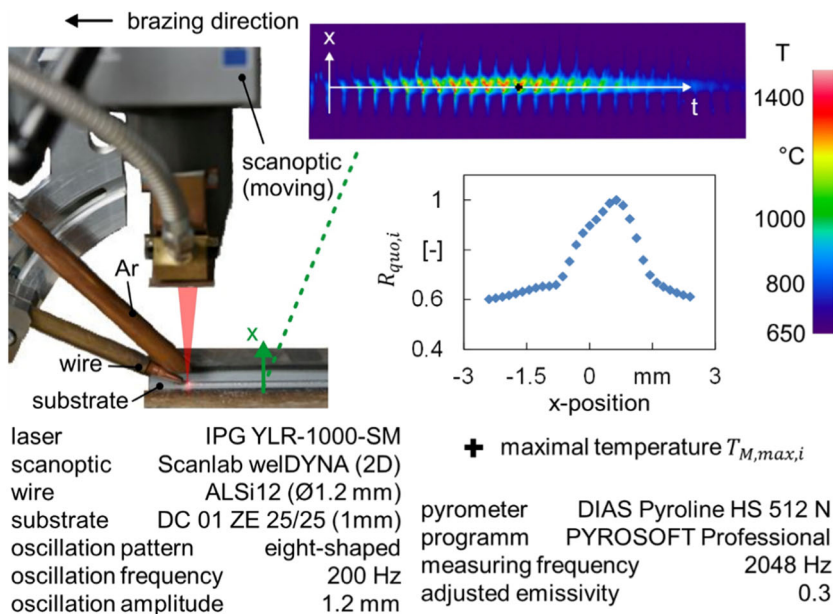 brazing direction
scanoptic
(moving)
Ar
wire
substrate
x
x
t
T
1400
°C
1000
800
650
R_quo,i
[-]
1
0.6
0.4
-3 -1.5 0 mm 3
x-position
laser IPG YLR-1000-SM
scanoptic Scanlab welDYNA (2D)
wire ALSi12 (Ø1.2 mm)
substrate DC 01 ZE 25/25 (1mm)
oscillation pattern eight-shaped
oscillation frequency 200 Hz
oscillation amplitude 1.2 mm
✚ maximal temperature T_M,max,i
pyrometer DIAS Pyroline HS 512 N
programm PYROSOFT Professional
measuring frequency 2048 Hz
adjusted emissivity 0.3